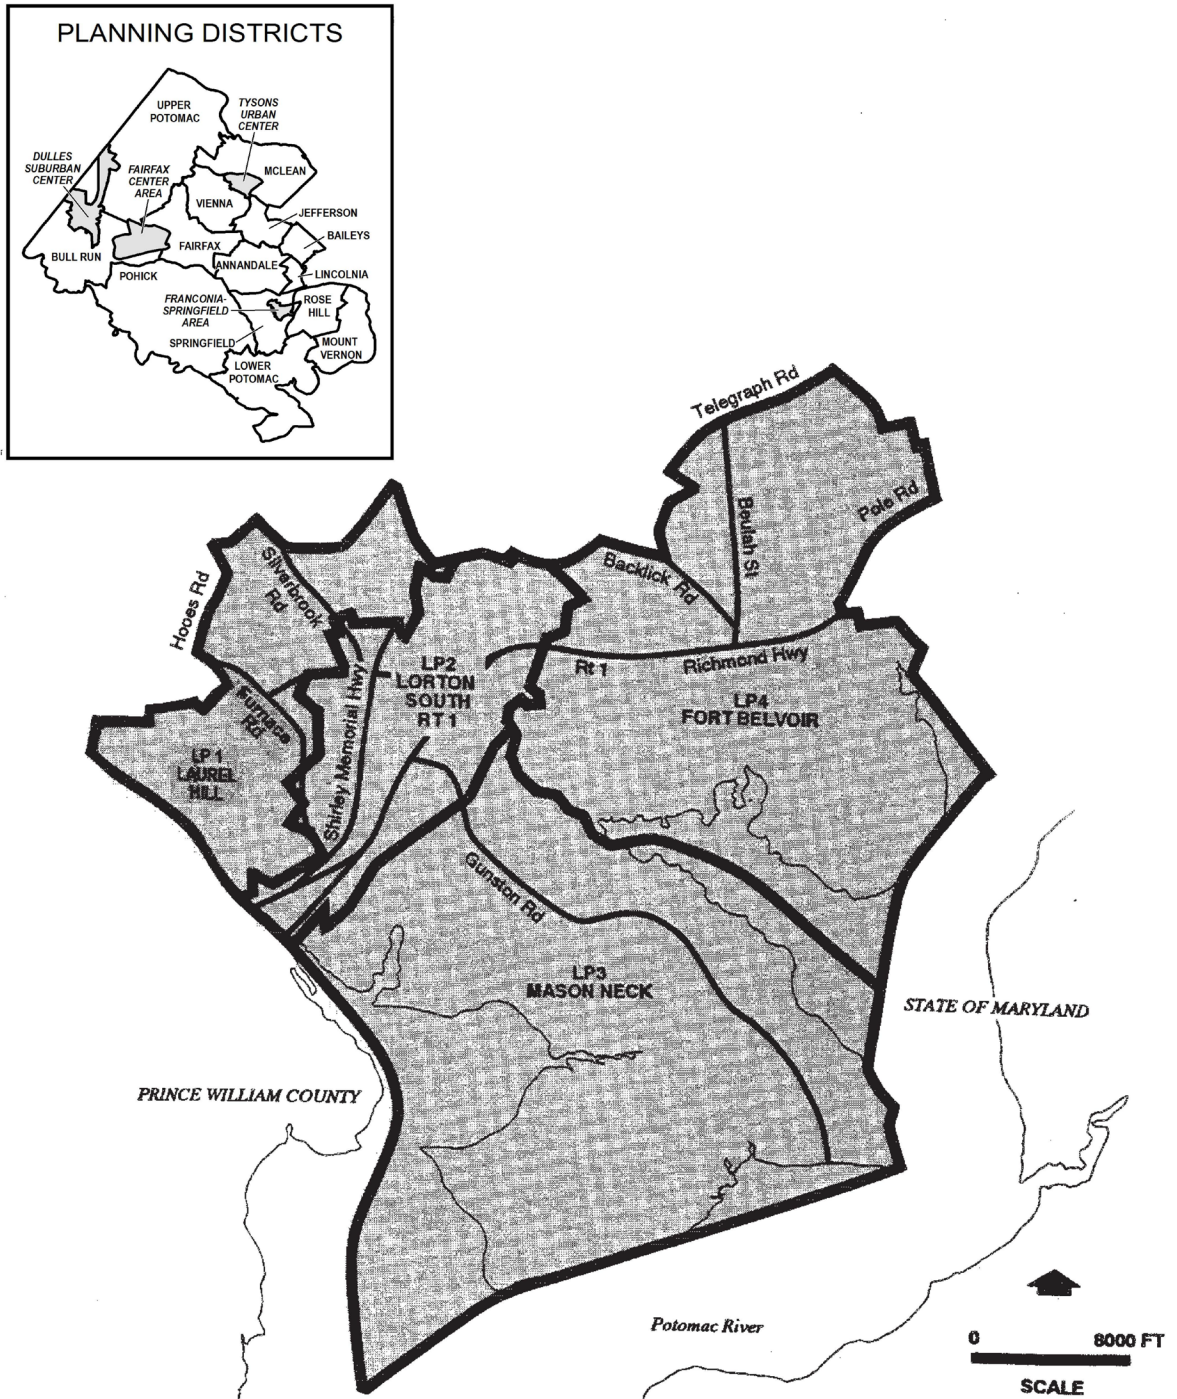 PLANNING DISTRICTS
UPPER
POTOMAC
TYSONS
URBAN
CENTER
DULLES
SUBURBAN
CENTER
FAIRFAX
CENTER
AREA
MCLEAN
VIENNA
JEFFERSON
BAILEYS
FAIRFAX
BULL RUN
ANNANDALE
LINCOLNIA
POHICK
FRANCONIA-
SPRINGFIELD
AREA
ROSE
HILL
SPRINGFIELD
MOUNT
VERNON
LOWER
POTOMAC
Telegraph Rd
Pole Rd
Beulah St
Backlick Rd
Silverbrook
Rd
Hooes Rd
Rt 1
Richmond Hwy
LP2
LORTON
SOUTH
RT 1
LP4
FORT BELVOIR
Furnace
Rd
Shirley Memorial Hwy
LP 1
LAUREL
HILL
Gunston Rd
LP3
MASON NECK
STATE OF MARYLAND
PRINCE WILLIAM COUNTY
Potomac River
0 8000 FT
SCALE